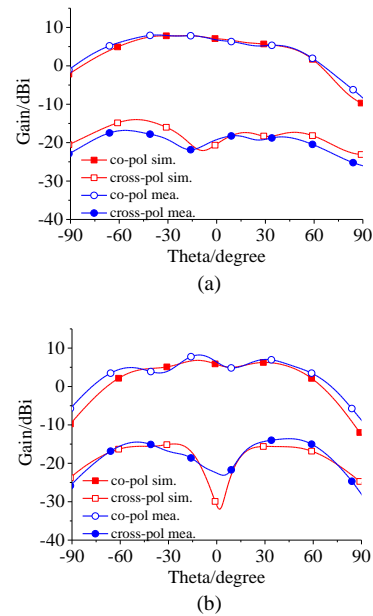 10
0
-10
-20
-30
-40
Gain/dBi
co-pol sim.
cross-pol sim.
co-pol mea.
cross-pol mea.
-90 -60 -30 0 30 60 90
Theta/degree
(a)
10
0
-10
-20
-30
-40
Gain/dBi
co-pol sim.
cross-pol sim.
co-pol mea.
cross-pol mea.
-90 -60 -30 0 30 60 90
Theta/degree
(b)